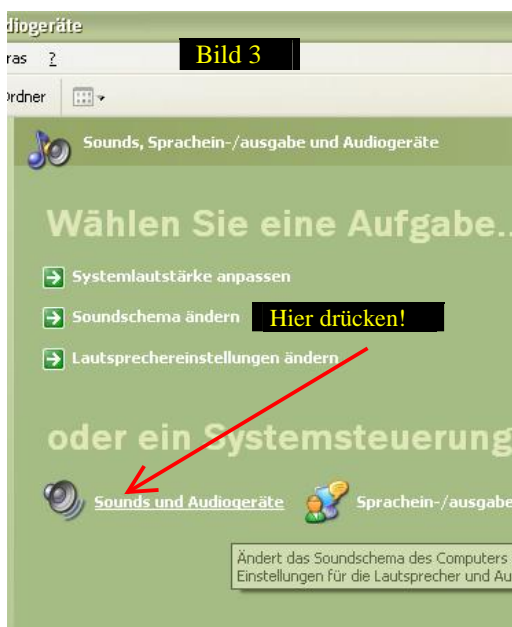 diogeräte
ras ?
Bild 3
Ordner
Sounds, Sprachein-/ausgabe und Audiogeräte
Wählen Sie eine Aufgabe..
Systemlautstärke anpassen
Soundschema ändern
Hier drücken!
Lautsprechereinstellungen ändern
oder ein Systemsteuerung
Sounds und Audiogeräte Sprachein-/ausgabe
Ändert das Soundschema des Computers
Einstellungen für die Lautsprecher und Au